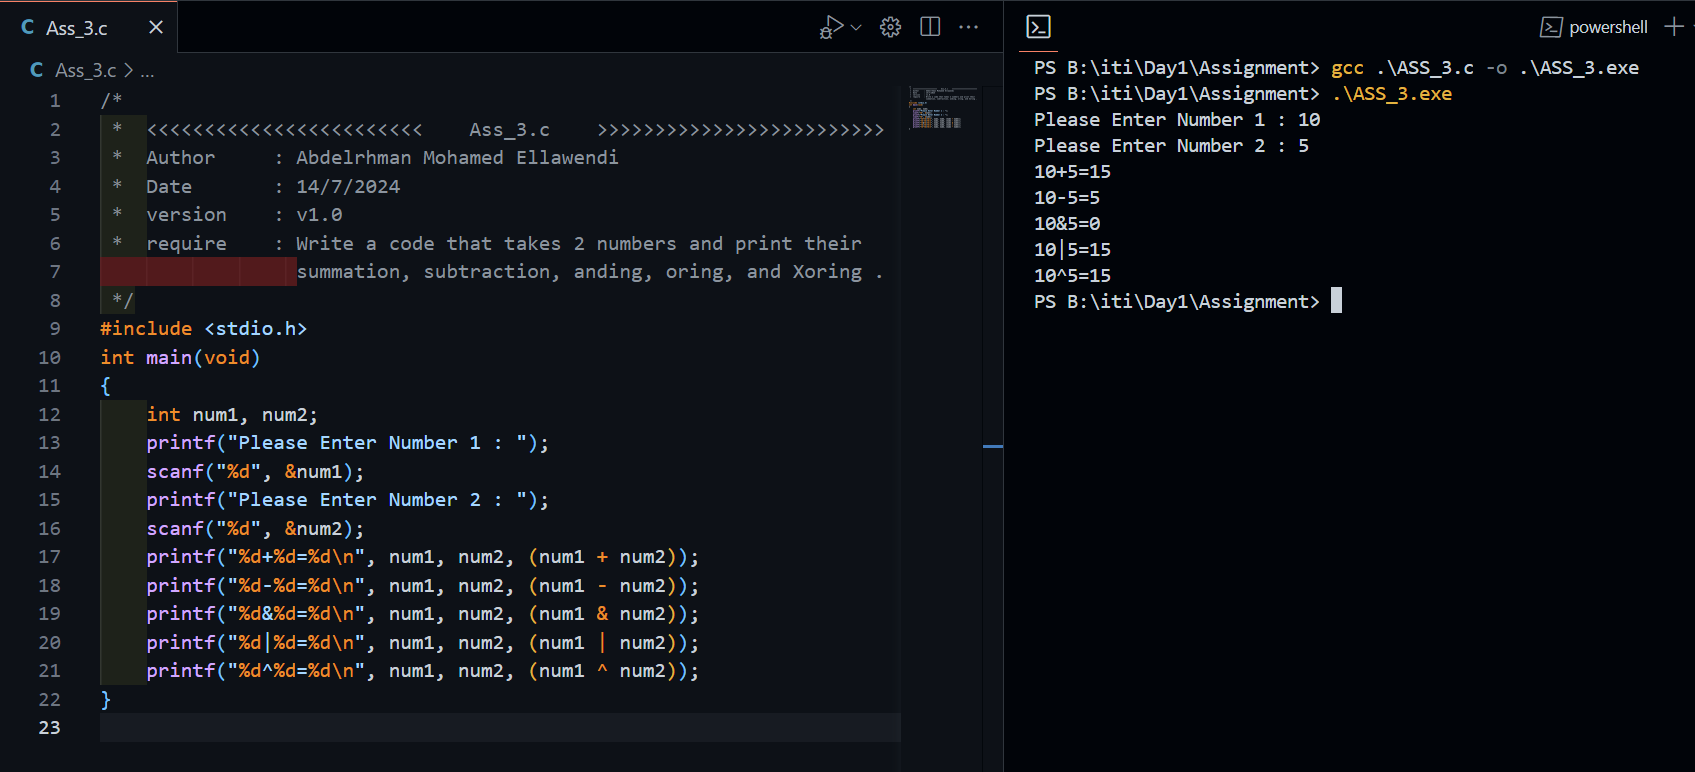 C Ass_3.c ×
C Ass_3.c > ...
1 /*
2 * <<<<<<<<<<<<<<<<<<<<<<<< Ass_3.c >>>>>>>>>>>>>>>>>>>>>>>>>
3 * Author : Abdelrhman Mohamed Ellawendi
4 * Date : 14/7/2024
5 * version : v1.0
6 * require : Write a code that takes 2 numbers and print their
7 summation, subtraction, anding, oring, and Xoring .
8 */
9 #include <stdio.h>
10 int main(void)
11 {
12 int num1, num2;
13 printf("Please Enter Number 1 : ");
14 scanf("%d", &num1);
15 printf("Please Enter Number 2 : ");
16 scanf("%d", &num2);
17 printf("%d+%d=%d\n", num1, num2, (num1 + num2));
18 printf("%d-%d=%d\n", num1, num2, (num1 - num2));
19 printf("%d&%d=%d\n", num1, num2, (num1 & num2));
20 printf("%d|%d=%d\n", num1, num2, (num1 | num2));
21 printf("%d^%d=%d\n", num1, num2, (num1 ^ num2));
22 }
23
powershell
PS B:\iti\Day1\Assignment> gcc .\ASS_3.c -o .\ASS_3.exe
PS B:\iti\Day1\Assignment> .\ASS_3.exe
Please Enter Number 1 : 10
Please Enter Number 2 : 5
10+5=15
10-5=5
10&5=0
10|5=15
10^5=15
PS B:\iti\Day1\Assignment>